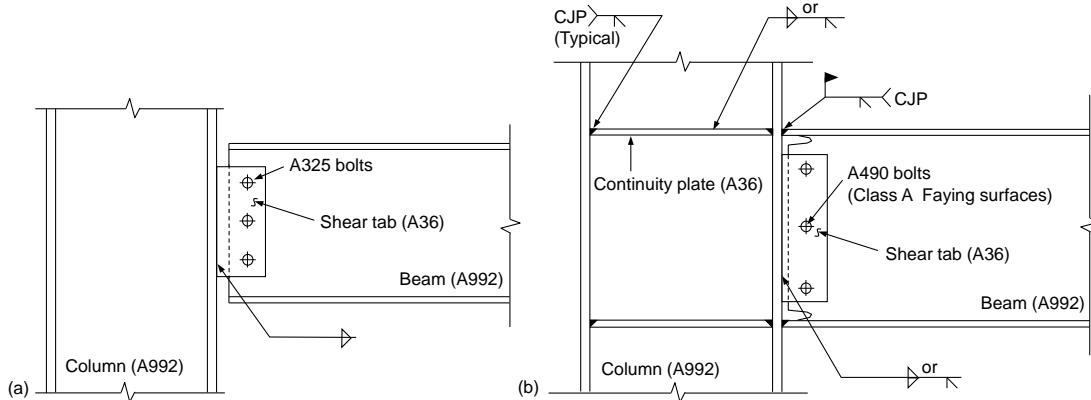 A325 bolts
Shear tab (A36)
Beam (A992)
Column (A992)
(a)
CJP
(Typical)
or
CJP
Continuity plate (A36)
A490 bolts
(Class A Faying surfaces)
Shear tab (A36)
Beam (A992)
or
Column (A992)
(b)